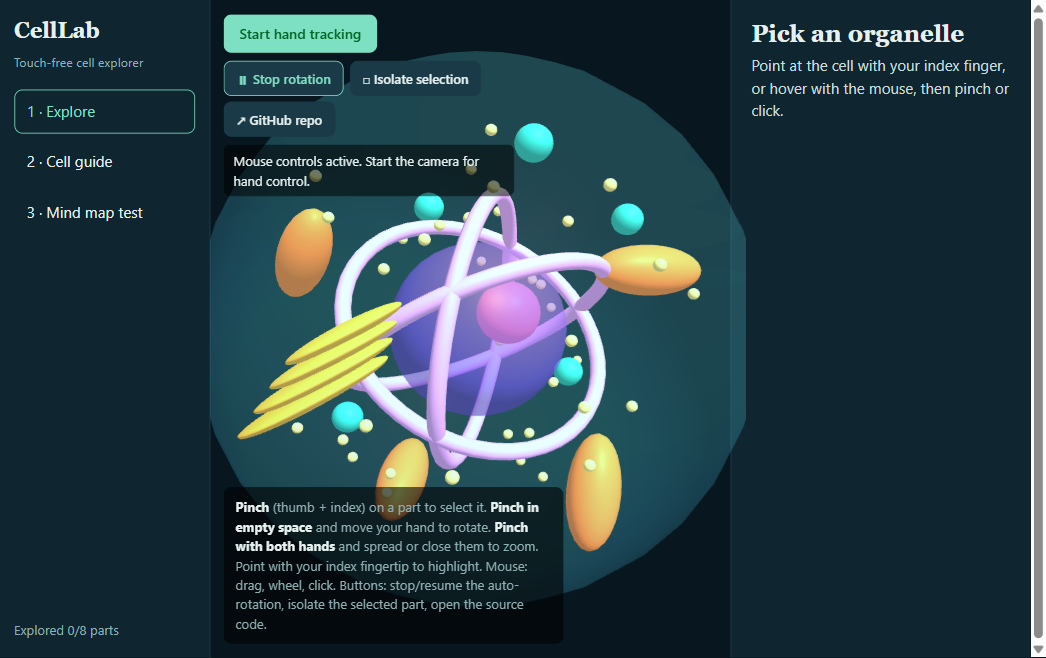 CellLab
Touch-free cell explorer
1 · Explore
2 · Cell guide
3 · Mind map test
Explored 0/8 parts
Start hand tracking
⏸ Stop rotation
□ Isolate selection
↗ GitHub repo
Mouse controls active. Start the camera for
hand control.
Pinch (thumb + index) on a part to select it. Pinch in
empty space and move your hand to rotate. Pinch
with both hands and spread or close them to zoom.
Point with your index fingertip to highlight. Mouse:
drag, wheel, click. Buttons: stop/resume the auto-
rotation, isolate the selected part, open the source
code.
Pick an organelle
Point at the cell with your index finger,
or hover with the mouse, then pinch or
click.